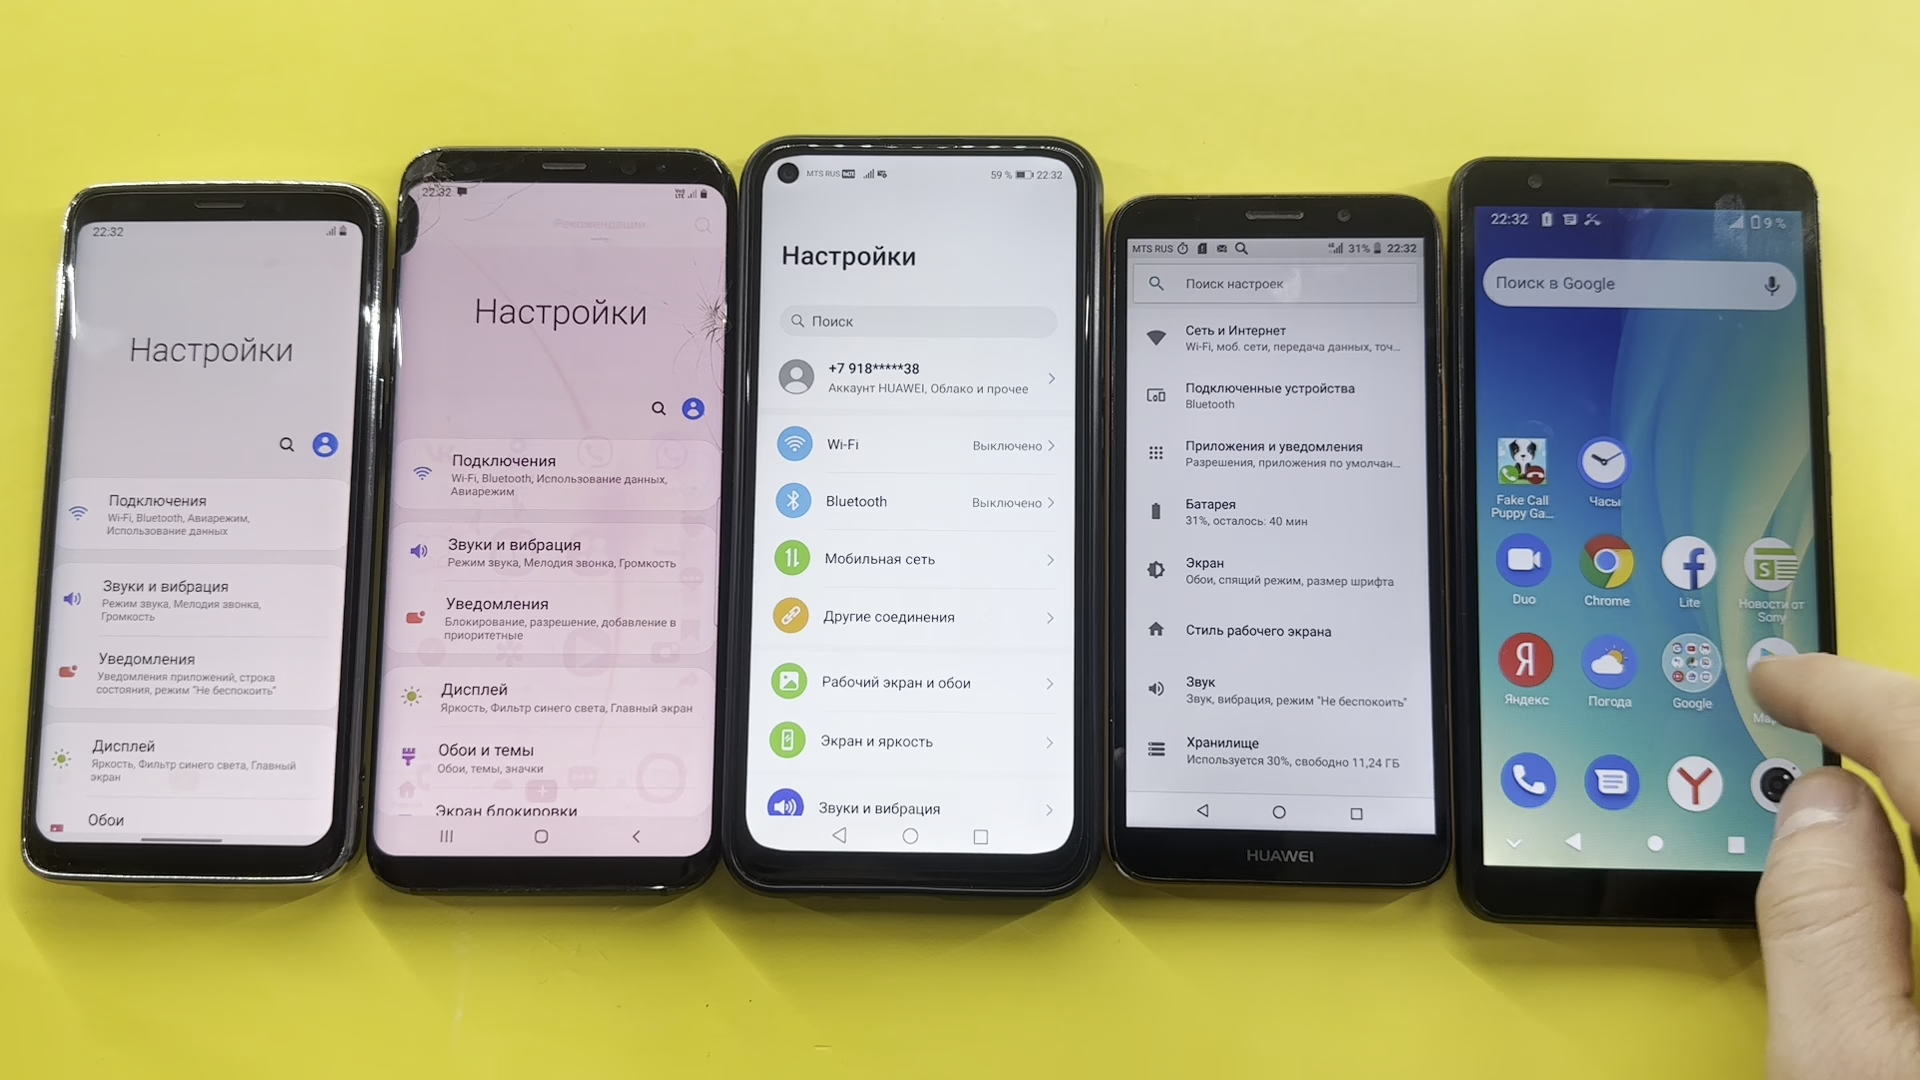 22:32
Настройки
Подключения
Wi-Fi, Bluetooth, Авиарежим,
Использование данных
Звуки и вибрация
Режим звука, Мелодия звонка,
Громкость
Уведомления
Уведомления приложений, строка
состояния, режим "Не беспокоить"
Дисплей
Яркость, Фильтр синего света, Главный
экран
Обои
22:32
Рекомендации
Настройки
Подключения
Wi-Fi, Bluetooth, Использование данных,
Авиарежим
Звуки и вибрация
Режим звука, Мелодия звонка, Громкость
Уведомления
Блокирование, разрешение, добавление в
приоритетные
Дисплей
Яркость, Фильтр синего света, Главный экран
Обои и темы
Обои, темы, значки
Экран блокировки
MTS RUS
59 % 22:32
Настройки
Поиск
+7 918*****38
Аккаунт HUAWEI, Облако и прочее
Wi-Fi Выключено
Bluetooth Выключено
Мобильная сеть
Другие соединения
Рабочий экран и обои
Экран и яркость
Звуки и вибрация
MTS RUS 31% 22:32
Поиск настроек
Сеть и Интернет
Wi-Fi, моб. сети, передача данных, точ...
Подключенные устройства
Bluetooth
Приложения и уведомления
Разрешения, приложения по умолчан...
Батарея
31%, осталось: 40 мин
Экран
Обои, спящий режим, размер шрифта
Стиль рабочего экрана
Звук
Звук, вибрация, режим "Не беспокоить"
Хранилище
Используется 30%, свободно 11,24 ГБ
HUAWEI
22:32 9 %
Поиск в Google
Fake Call
Puppy Ga...
Часы
Duo
Chrome
Lite
Новости от
Sony
Яндекс
Погода
Google